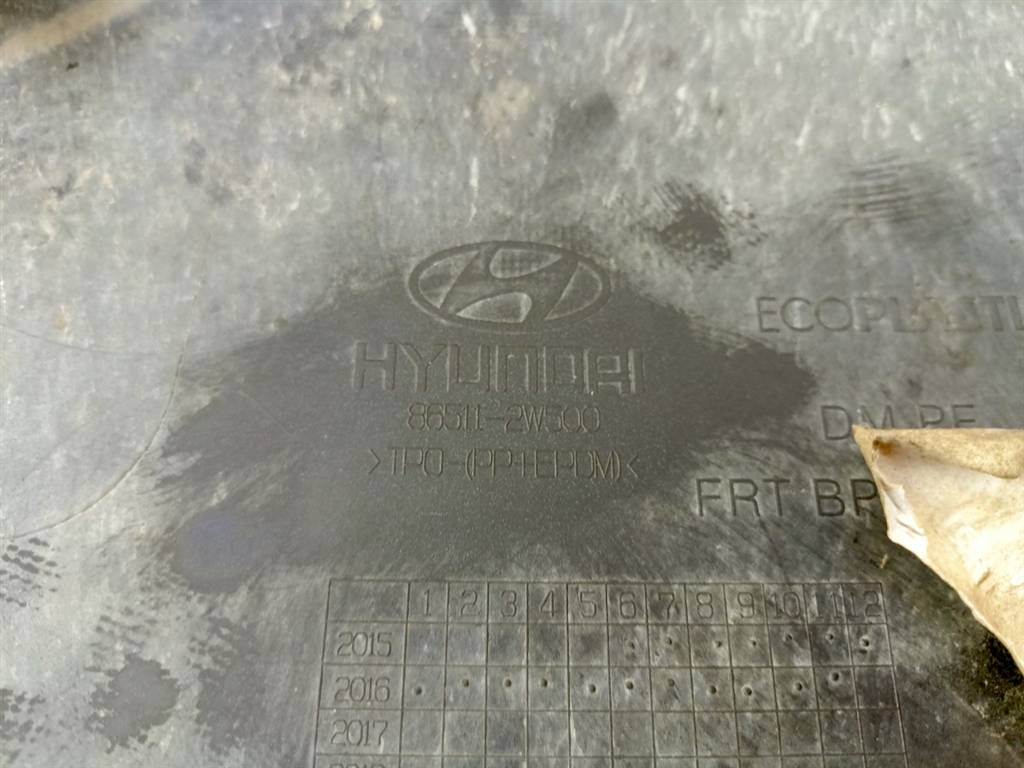 HYUNDAI
86511-2W500
>TPO-(PP+EPDM)<
DM PE
FRT BP
1 2 3 4 5 6 7 8 9 10 11 12
2015
2016
2017